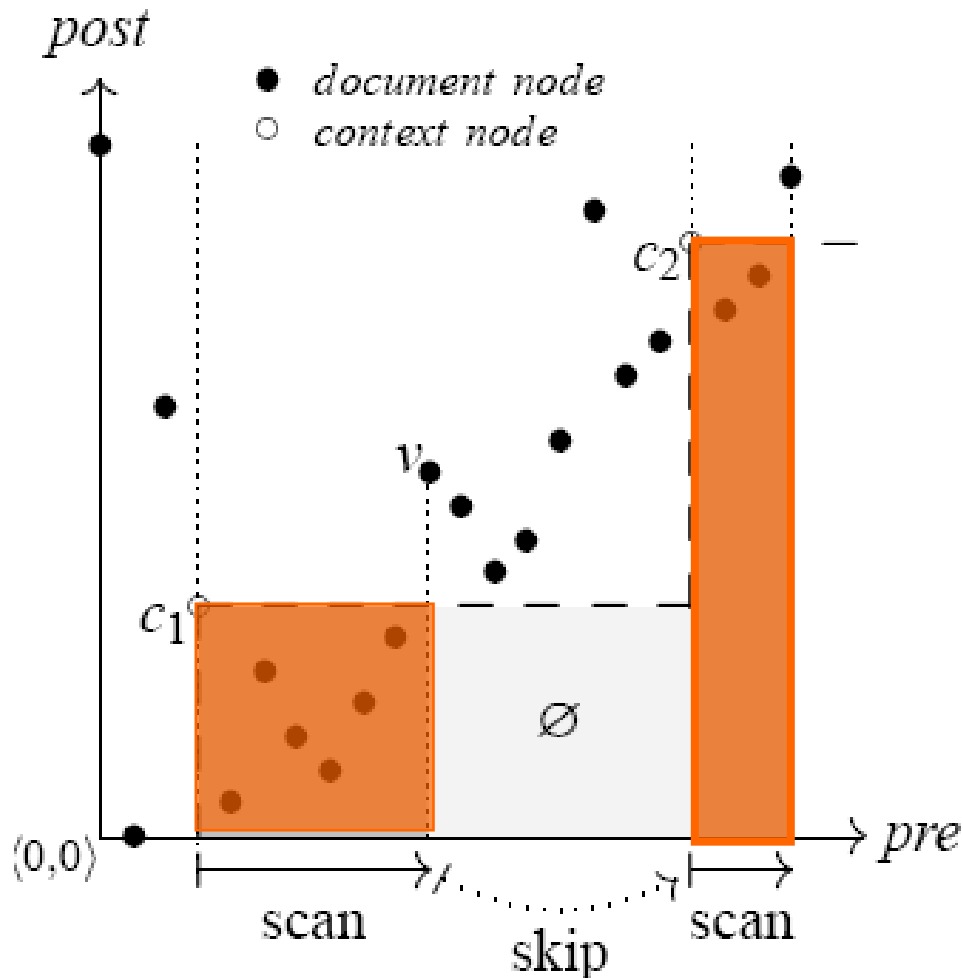 post
document node
context node
c2
v
c1
∅
(0,0)
pre
scan
skip
scan